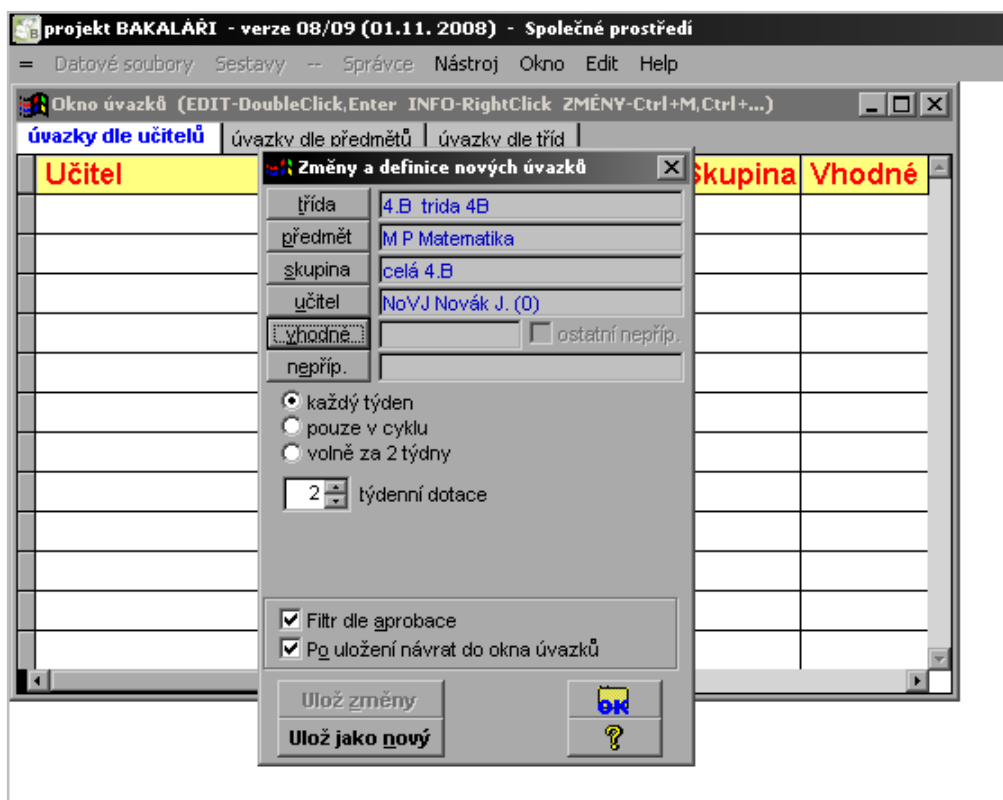 projekt BAKALÁŘI - verze 08/09 (01.11. 2008) - Společné prostředí
= Datové soubory Sestavy -- Správce Nástroj Okno Edit Help
Okno úvazků (EDIT-DoubleClick,Enter INFO-RightClick ZMĚNY-Ctrl+M,Ctrl+...)
úvazky dle učitelů úvazky dle předmětů úvazky dle tříd
Učitel Skupina Vhodné
Změny a definice nových úvazků
třída 4.B trida 4B
předmět M P Matematika
skupina celá 4.B
učitel NoVJ Novák J. (0)
vhodné ostatní nepříp.
nepříp.
každý týden
pouze v cyklu
volně za 2 týdny
2 týdenní dotace
Filtr dle aprobace
Po uložení návrat do okna úvazků
Ulož změny OK
Ulož jako nový ?